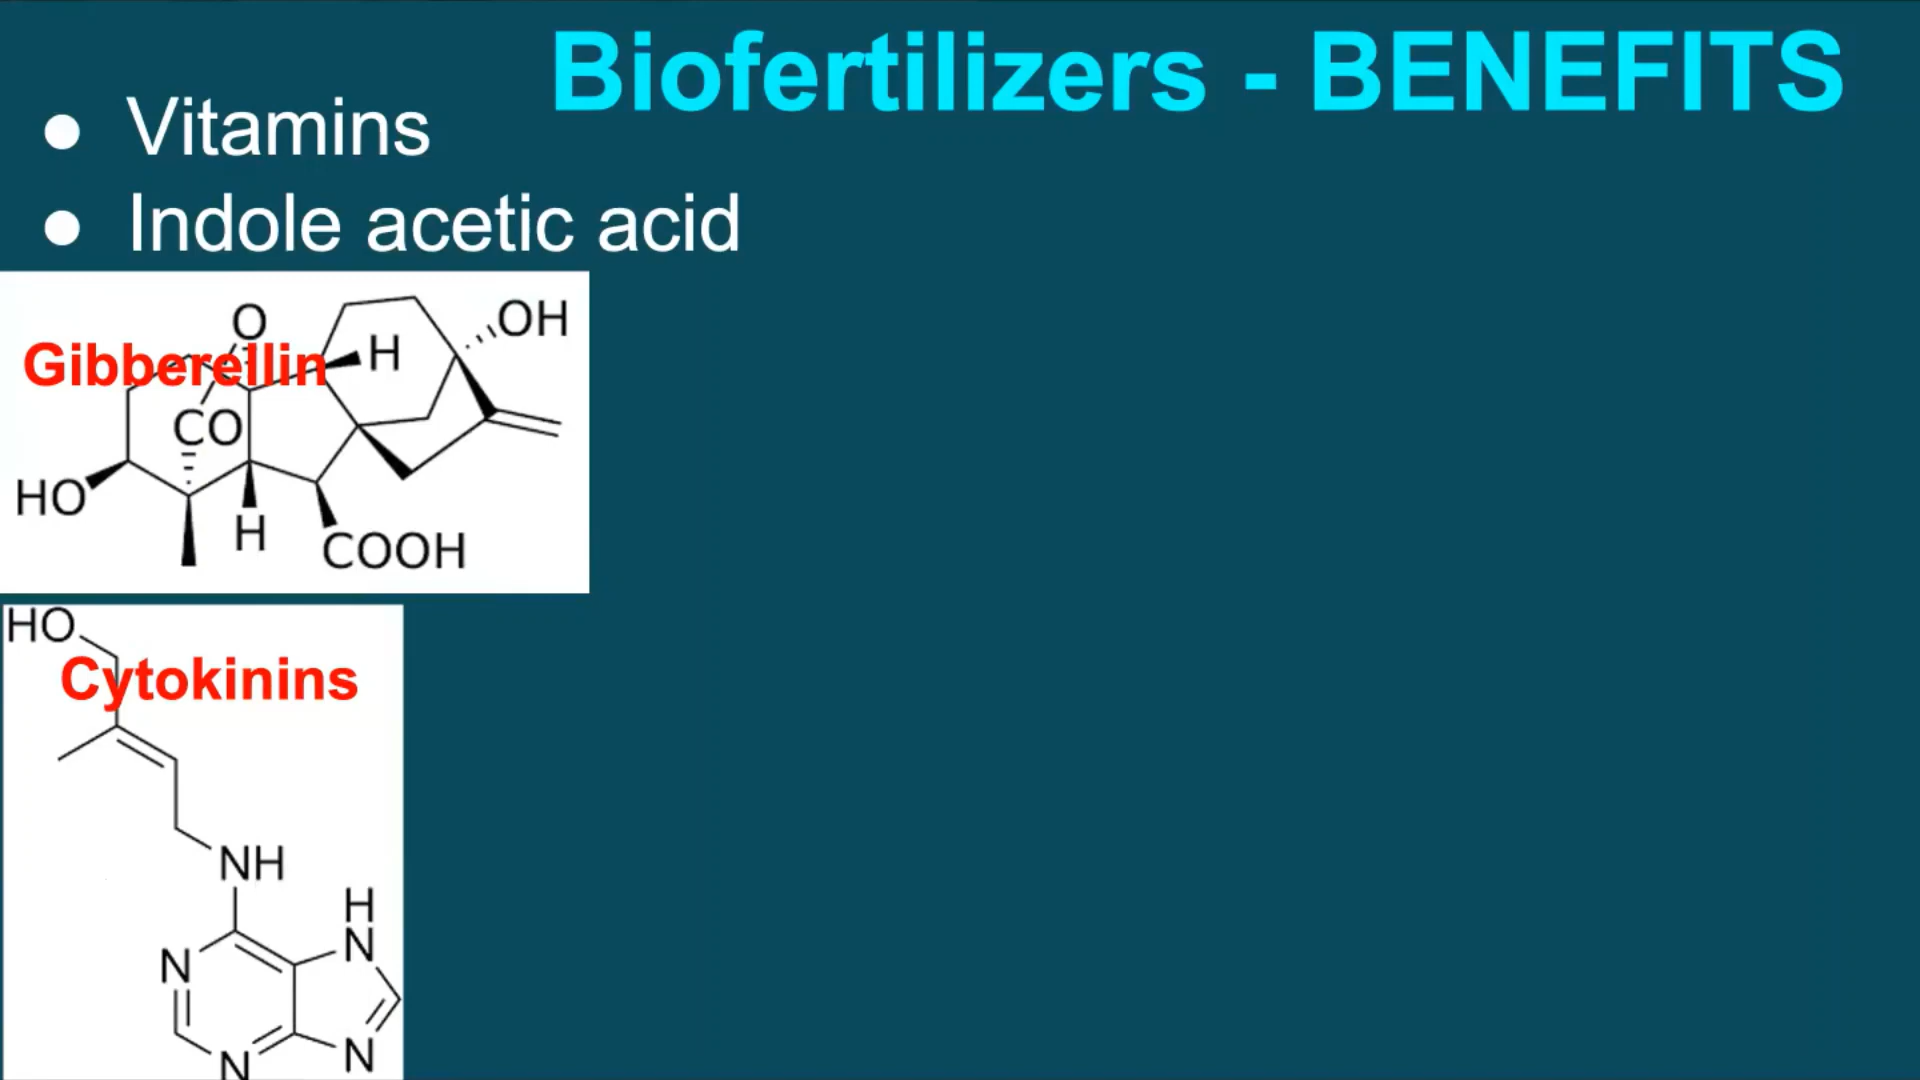 Biofertilizers - BENEFITS
● Vitamins
● Indole acetic acid
Gibberellin
O
OH
H
CO
HO
H
COOH
HO
Cytokinins
NH
H
N
N
N
N